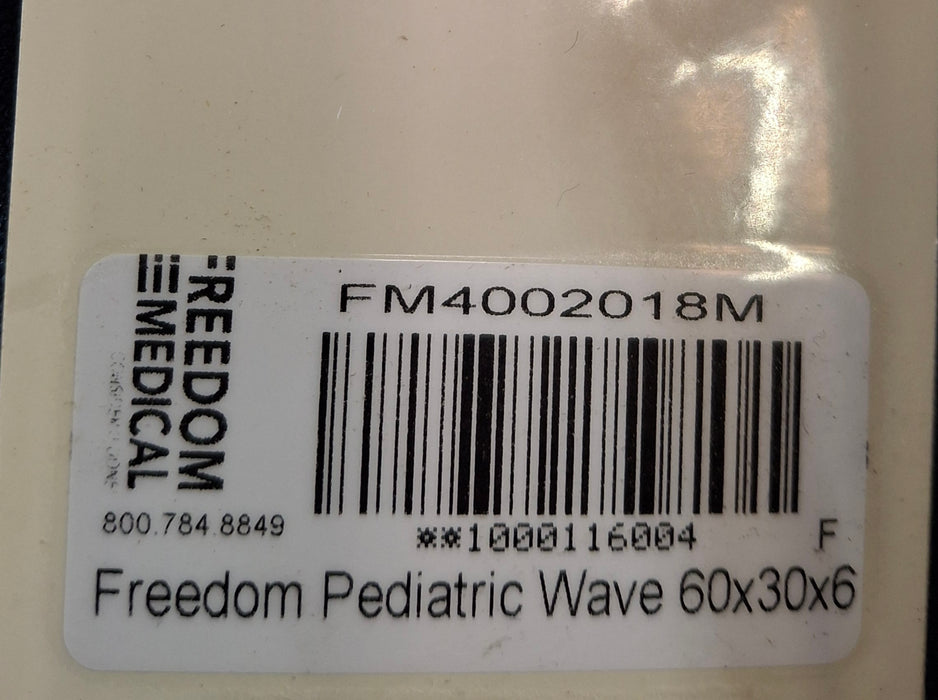 FREEDOM
MEDICAL
800.784.8849
FM4002018M
**1000116004
F
Freedom Pediatric Wave 60x30x6